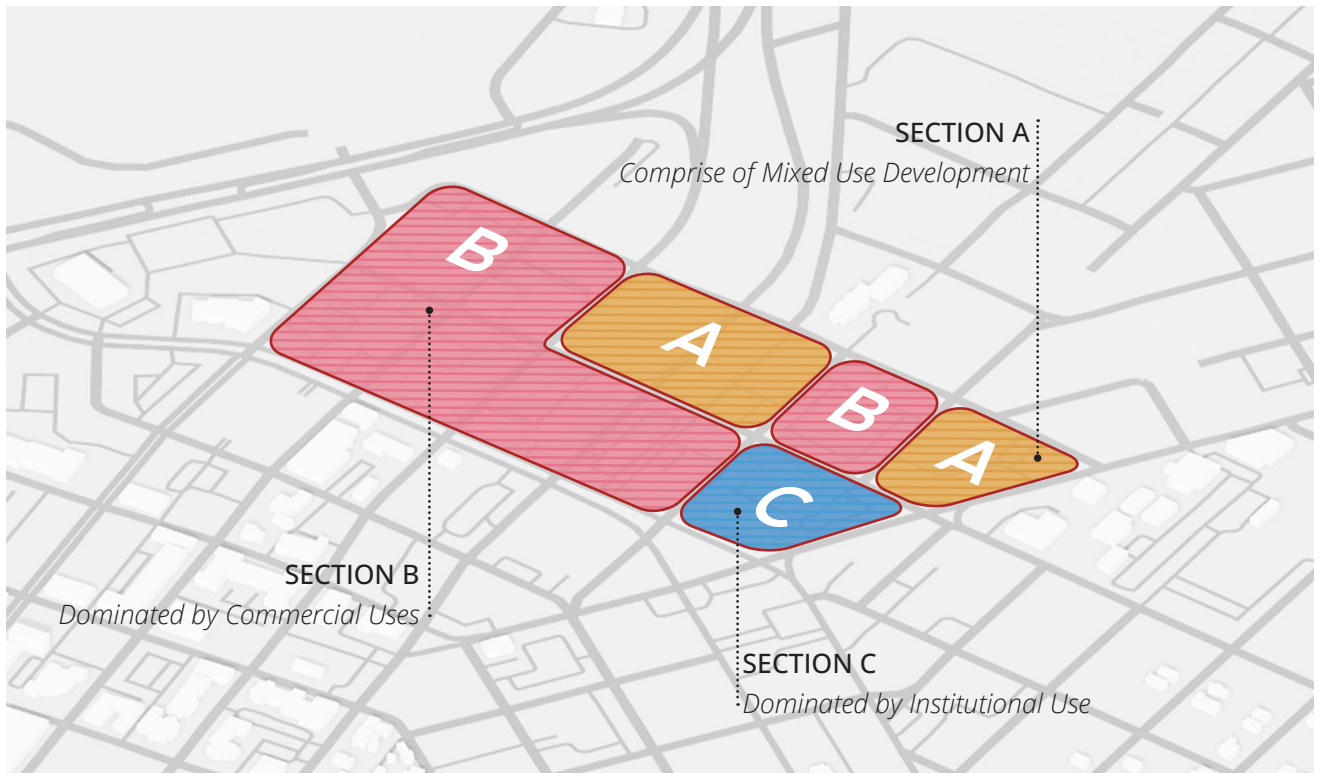 SECTION A
Comprise of Mixed Use Development
B
A
B
A
C
SECTION B
Dominated by Commercial Uses
SECTION C
Dominated by Institutional Use